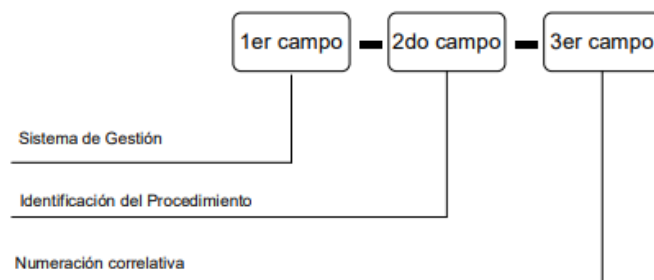 1er campo 2do campo 3er campo
Sistema de Gestión
Identificación del Procedimiento
Numeración correlativa